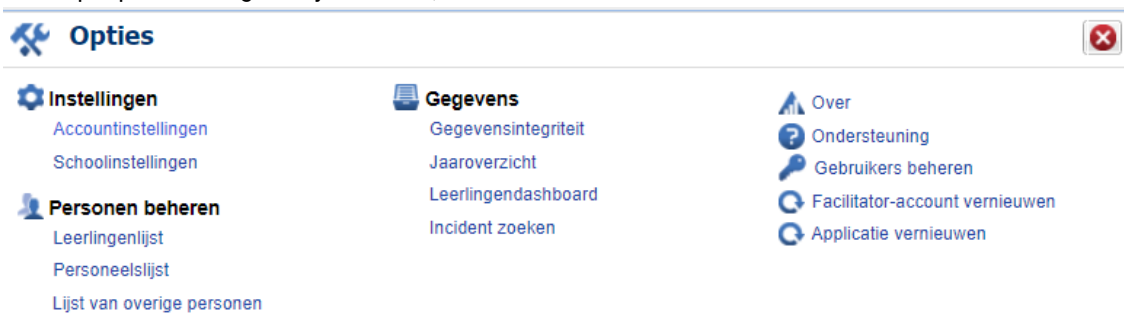 Opties
Instellingen
Accountinstellingen
Schoolinstellingen
Personen beheren
Leerlingenlijst
Personeelslijst
Lijst van overige personen
Gegevens
Gegevensintegriteit
Jaaroverzicht
Leerlingendashboard
Incident zoeken
Over
Ondersteuning
Gebruikers beheren
Facilitator-account vernieuwen
Applicatie vernieuwen